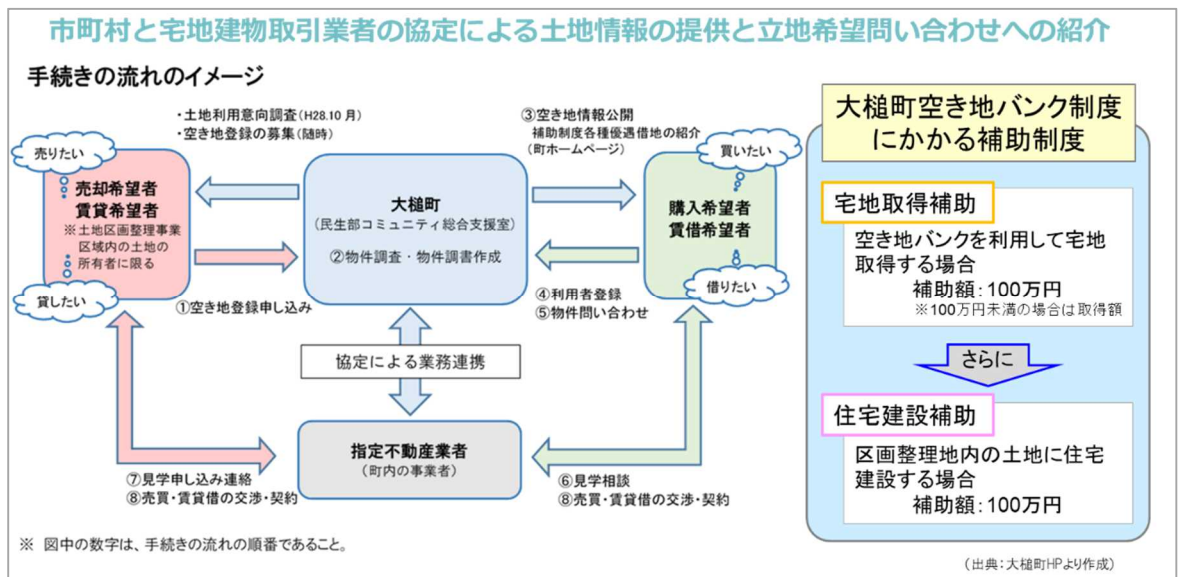 市町村と宅地建物取引業者の協定による土地情報の提供と立地希望問い合わせへの紹介
手続きの流れのイメージ
・土地利用意向調査(H28.10月)
・空き地登録の募集(随時)
③空き地情報公開
補助制度各種優遇借地の紹介
(町ホームページ)
売りたい
売却希望者
賃貸希望者
※土地区画整理事業
区域内の土地の
所有者に限る
貸したい
大槌町
(民生部コミュニティ総合支援室)
②物件調査・物件調書作成
買いたい
購入希望者
賃借希望者
借りたい
①空き地登録申し込み
④利用者登録
⑤物件問い合わせ
協定による業務連携
指定不動産業者
(町内の事業者)
⑦見学申し込み連絡
⑧売買・賃貸借の交渉・契約
⑥見学相談
⑧売買・賃貸借の交渉・契約
※ 図中の数字は、手続きの流れの順番であること。
大槌町空き地バンク制度
にかかる補助制度
宅地取得補助
空き地バンクを利用して宅地
取得する場合
補助額:100万円
※100万円未満の場合は取得額
さらに
住宅建設補助
区画整理地内の土地に住宅
建設する場合
補助額:100万円
(出典:大槌町HPより作成)